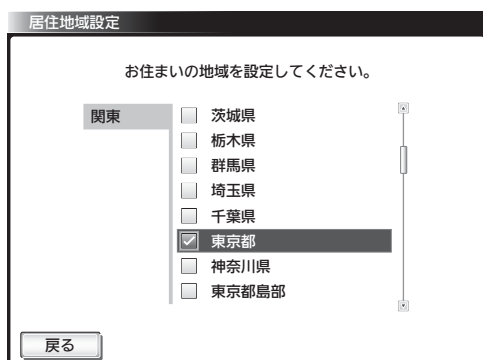 居住地域設定
お住まいの地域を設定してください。
関東
茨城県
栃木県
群馬県
埼玉県
千葉県
東京都
神奈川県
東京都島部
戻る